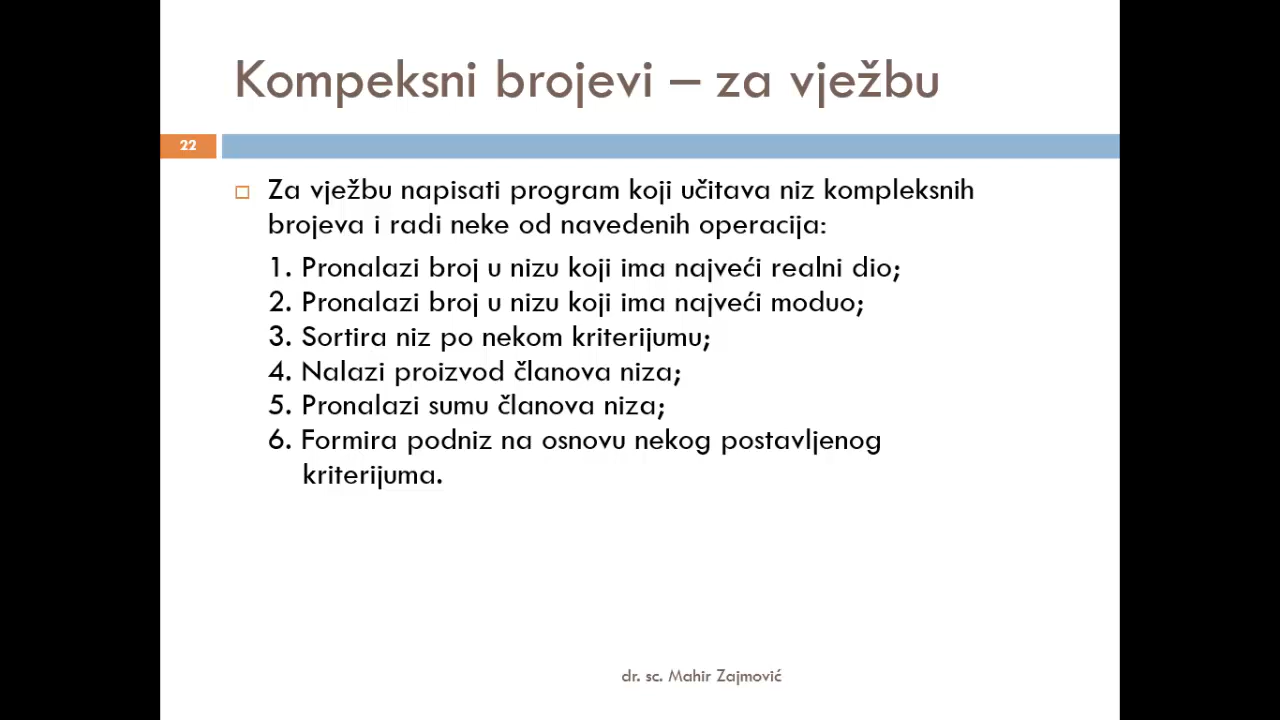 Kompeksni brojevi – za vježbu
22
Za vježbu napisati program koji učitava niz kompleksnih
brojeva i radi neke od navedenih operacija:
1. Pronalazi broj u nizu koji ima najveći realni dio;
2. Pronalazi broj u nizu koji ima najveći moduo;
3. Sortira niz po nekom kriterijumu;
4. Nalazi proizvod članova niza;
5. Pronalazi sumu članova niza;
6. Formira podniz na osnovu nekog postavljenog
kriterijuma.
dr. sc. Mahir Zajmović